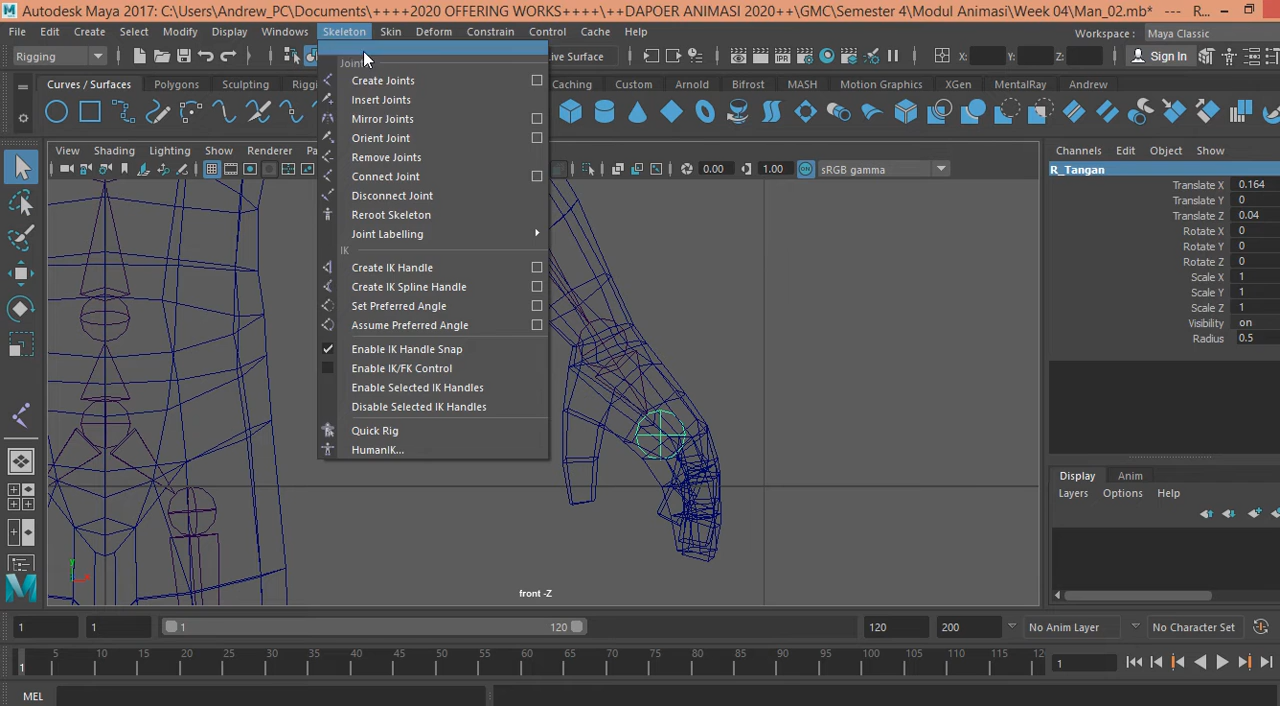 Autodesk Maya 2017: C:\Users\Andrew_PC\Documents\++++2020 OFFERING WORKS++++\++DAPOER ANIMASI 2020++\GMC\Semester 4\Modul Animasi\Week 04\Man_02.mb* - R...
File Edit Create Select Modify Display Windows Skeleton Skin Deform Constrain Control Cache Help Workspace: Maya Classic
Rigging Live Surface X: Y: Z: Sign In
Curves / Surfaces Polygons Sculpting Caching Custom Arnold Bifrost MASH Motion Graphics XGen MentalRay Andrew
View Shading Lighting Show Renderer
0.00 1.00 ON sRGB gamma
Create Joints
Insert Joints
Mirror Joints
Orient Joint
Remove Joints
Connect Joint
Disconnect Joint
Reroot Skeleton
Joint Labelling
IK
Create IK Handle
Create IK Spline Handle
Set Preferred Angle
Assume Preferred Angle
Enable IK Handle Snap
Enable IK/FK Control
Enable Selected IK Handles
Disable Selected IK Handles
Quick Rig
HumanIK...
front -Z
Channels Edit Object Show
R_Tangan
Translate X 0.164
Translate Y 0
Translate Z 0.04
Rotate X 0
Rotate Y 0
Rotate Z 0
Scale X 1
Scale Y 1
Scale Z 1
Visibility on
Radius 0.5
Display Anim
Layers Options Help
1 1 1 120 120 200 No Anim Layer No Character Set
1 5 10 15 20 25 30 35 40 45 50 55 60 65 70 75 80 85 90 95 100 105 110 115 1
MEL